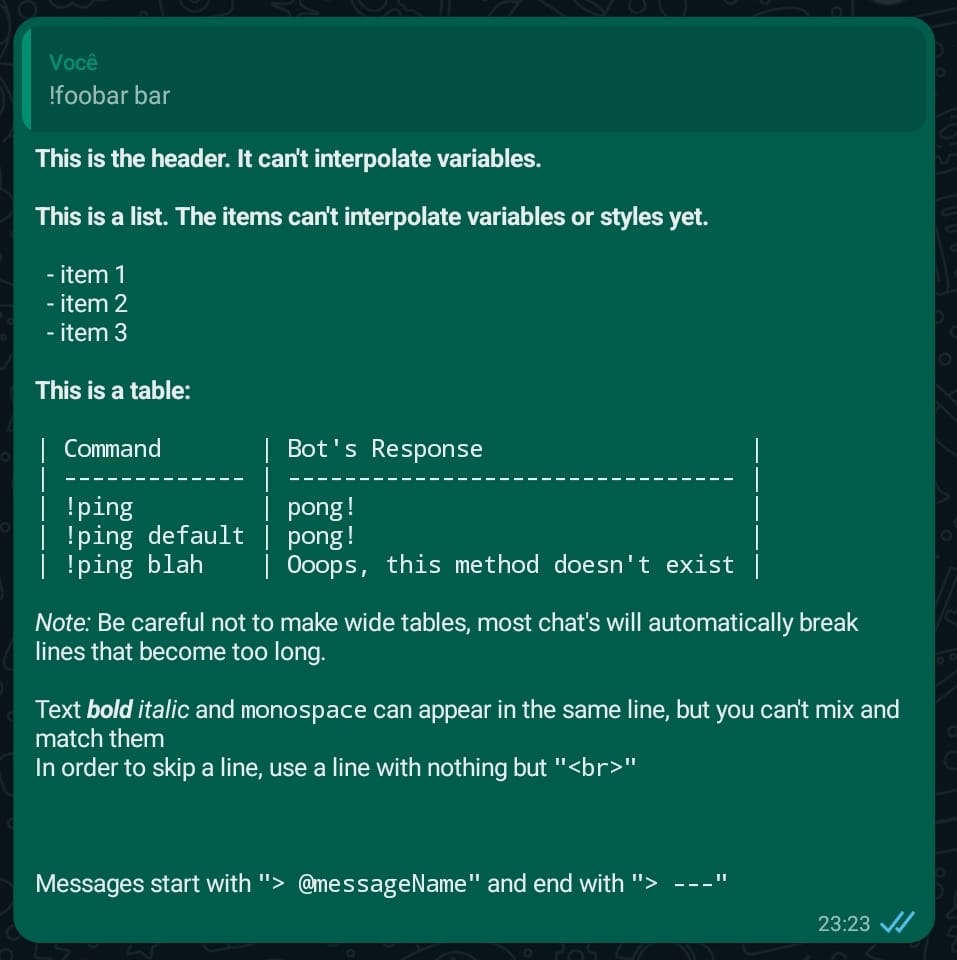 Você
!foobar bar
This is the header. It can't interpolate variables.
This is a list. The items can't interpolate variables or styles yet.
- item 1
- item 2
- item 3
This is a table:
| Command | Bot's Response |
| ------------- | -------------------------------- |
| !ping | pong! |
| !ping default | pong! |
| !ping blah | Ooops, this method doesn't exist |
Note: Be careful not to make wide tables, most chat's will automatically break
lines that become too long.
Text bold italic and monospace can appear in the same line, but you can't mix and
match them
In order to skip a line, use a line with nothing but "<br>"
Messages start with "> @messageName" and end with "> ---"
23:23